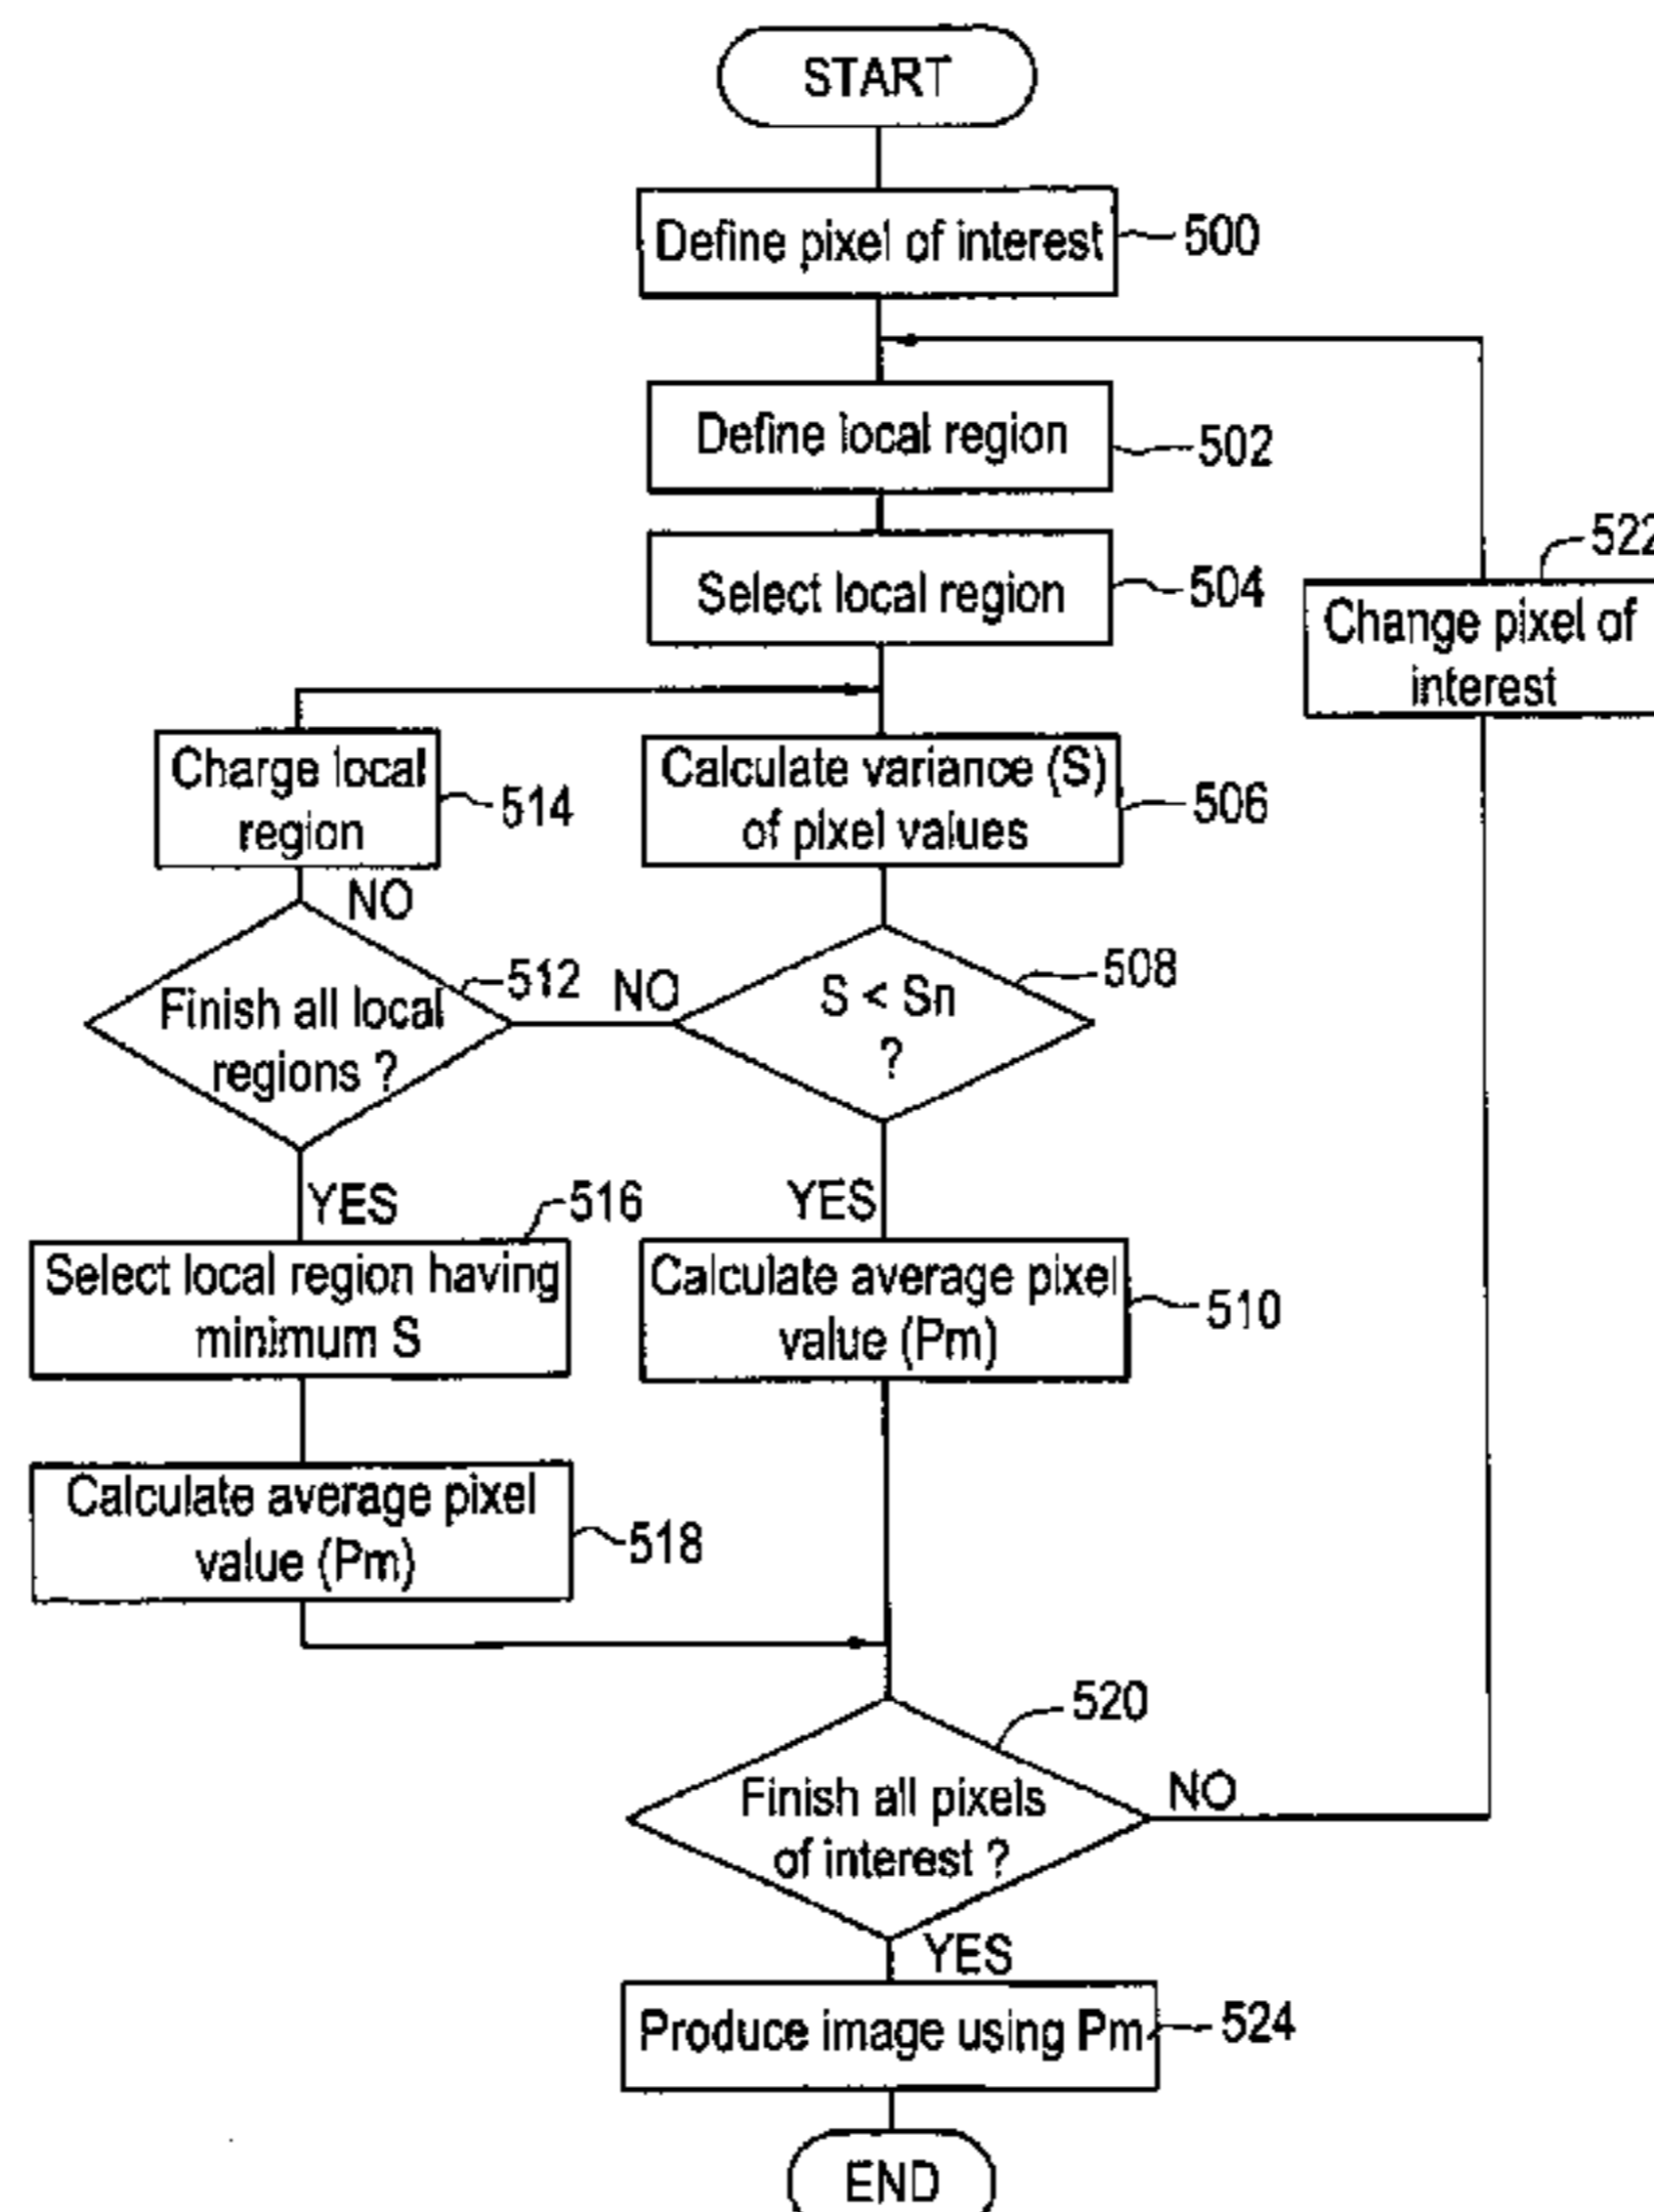 START
Define pixel of interest
500
Define local region
502
Select local region
504
522
Change pixel of
interest
Charge local
region
514
Calculate variance (S)
of pixel values
506
NO
Finish all local
regions ?
512
NO
S < Sn
?
508
YES
516
Select local region having
minimum S
YES
Calculate average pixel
value (Pm)
510
Calculate average pixel
value (Pm)
518
520
Finish all pixels
of interest ?
NO
YES
Produce image using Pm
524
END